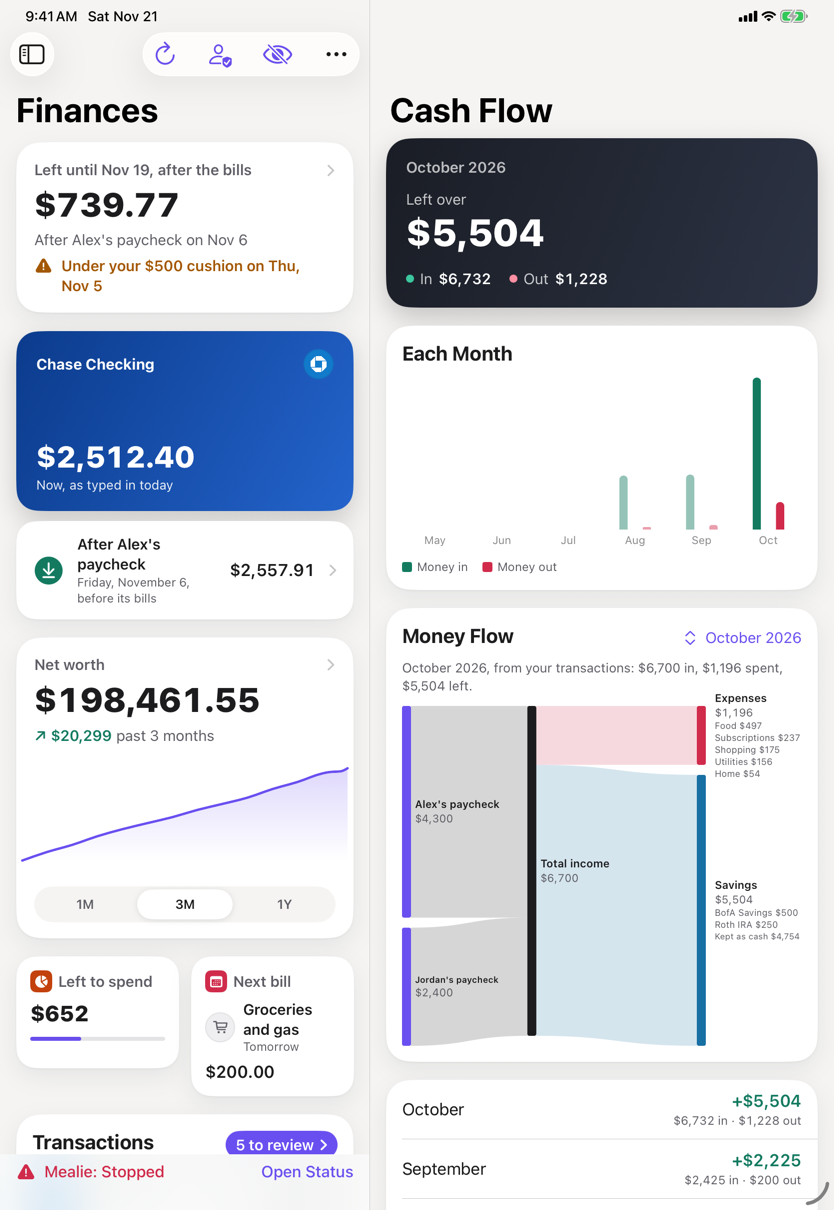 9:41 AM Sat Nov 21
Finances
Left until Nov 19, after the bills
$739.77
After Alex's paycheck on Nov 6
Under your $500 cushion on Thu,
Nov 5
Chase Checking
$2,512.40
Now, as typed in today
After Alex's
paycheck
Friday, November 6,
before its bills
$2,557.91
Net worth
$198,461.55
$20,299 past 3 months
1M 3M 1Y
Left to spend
$652
Next bill
Groceries
and gas
Tomorrow
$200.00
Transactions
5 to review
Mealie: Stopped
Open Status
Cash Flow
October 2026
Left over
$5,504
In $6,732 Out $1,228
Each Month
May Jun Jul Aug Sep Oct
Money in Money out
Money Flow
October 2026
October 2026, from your transactions: $6,700 in, $1,196 spent,
$5,504 left.
Expenses
$1,196
Food $497
Subscriptions $237
Shopping $175
Utilities $156
Home $54
Alex's paycheck
$4,300
Total income
$6,700
Savings
$5,504
BofA Savings $500
Roth IRA $250
Kept as cash $4,754
Jordan's paycheck
$2,400
October
+$5,504
$6,732 in · $1,228 out
September
+$2,225
$2,425 in · $200 out